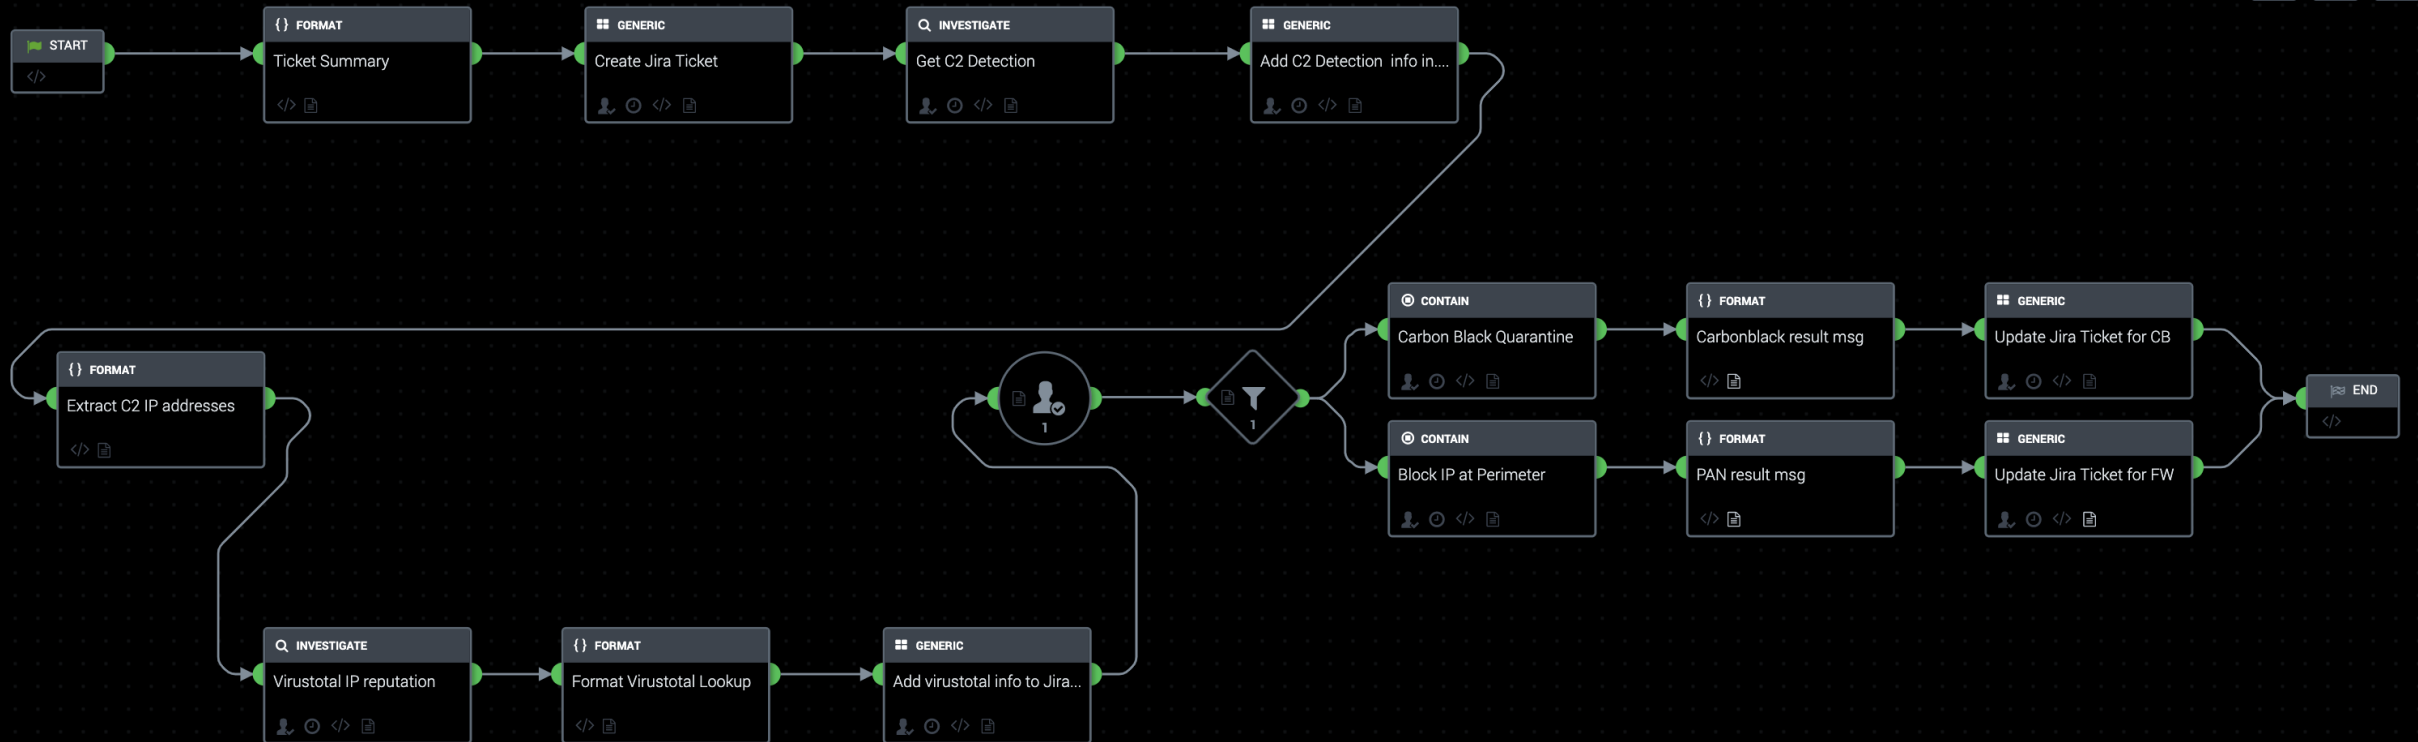 START
{} FORMAT
Ticket Summary
GENERIC
Create Jira Ticket
INVESTIGATE
Get C2 Detection
GENERIC
Add C2 Detection info in....
CONTAIN
Carbon Black Quarantine
{} FORMAT
Carbonblack result msg
GENERIC
Update Jira Ticket for CB
{} FORMAT
Extract C2 IP addresses
1
1
END
CONTAIN
Block IP at Perimeter
{} FORMAT
PAN result msg
GENERIC
Update Jira Ticket for FW
INVESTIGATE
Virustotal IP reputation
{} FORMAT
Format Virustotal Lookup
GENERIC
Add virustotal info to Jira...